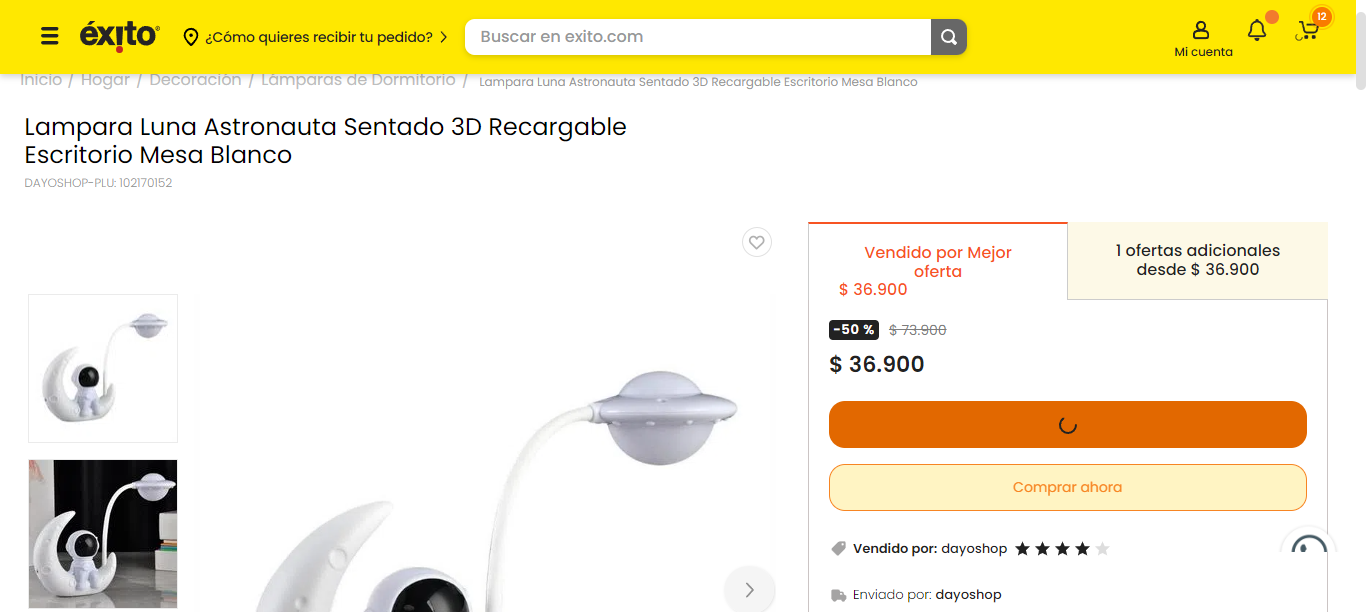 éxito
¿Cómo quieres recibir tu pedido?
Buscar en exito.com
Mi cuenta
12
Inicio / Hogar / Decoración / Lámparas de Dormitorio / Lampara Luna Astronauta Sentado 3D Recargable Escritorio Mesa Blanco
Lampara Luna Astronauta Sentado 3D Recargable
Escritorio Mesa Blanco
DAYOSHOP-PLU: 102170152
Vendido por Mejor
oferta
$ 36.900
1 ofertas adicionales
desde $ 36.900
-50 % $ 73.900
$ 36.900
Comprar ahora
Vendido por: dayoshop
Enviado por: dayoshop